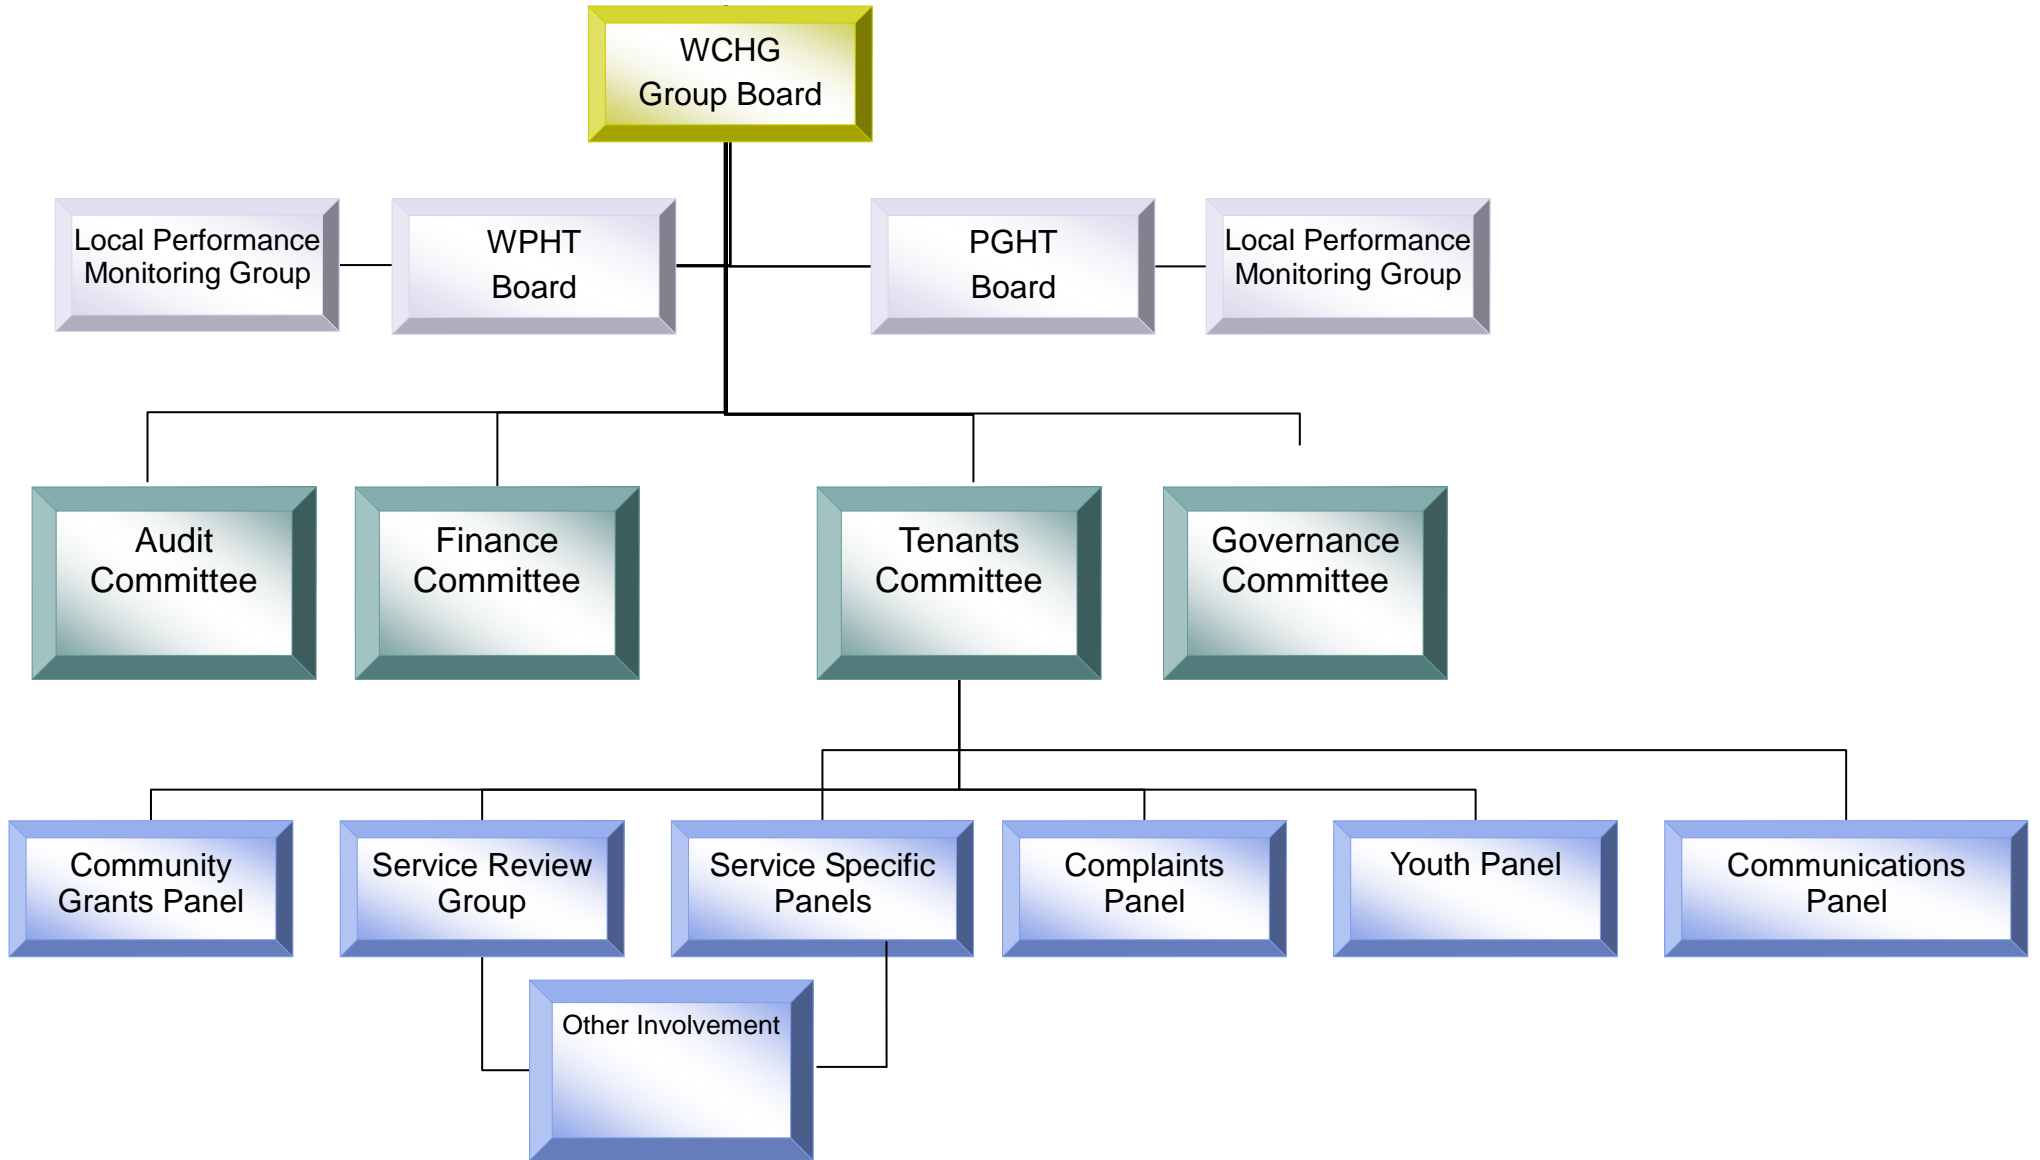 WCHG
Group Board
Local Performance
Monitoring Group
WPHT
Board
PGHT
Board
Local Performance
Monitoring Group
Audit
Committee
Finance
Committee
Tenants
Committee
Governance
Committee
Community
Grants Panel
Service Review
Group
Service Specific
Panels
Complaints
Panel
Youth Panel
Communications
Panel
Other Involvement